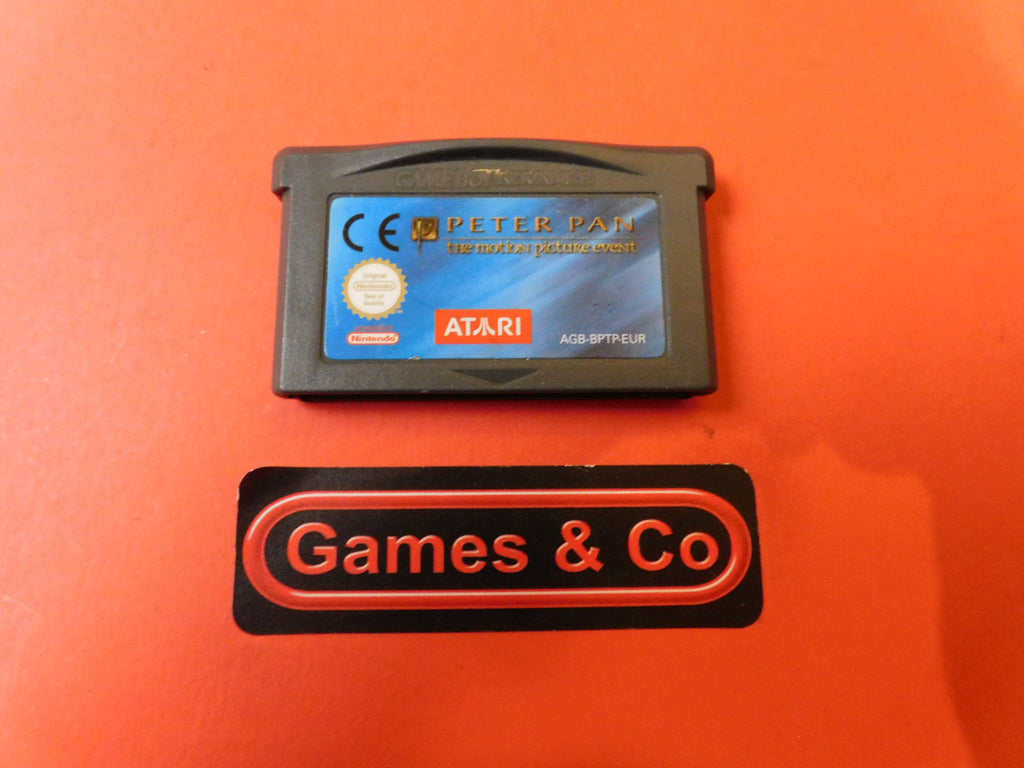 GAME BOY ADVANCE
CE
PETER PAN
the motion picture event
Original
Nintendo
Seal of
Quality
Nintendo
ATARI
AGB-BPTP-EUR
Games & Co